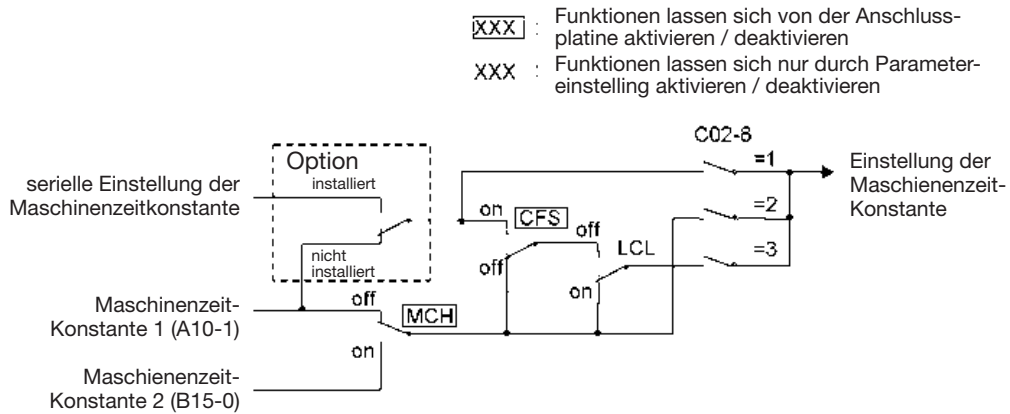 XXX : Funktionen lassen sich von der Anschluss-
platine aktivieren / deaktivieren
XXX : Funktionen lassen sich nur durch Parameter-
einstelling aktivieren / deaktivieren
C02-8
Option
installiert
serielle Einstellung der
Maschinenzeitkonstante
nicht
installiert
on
CFS
off
off
LCL
on
=1
=2
=3
Einstellung der
Maschienenzeit-
Konstante
Maschinenzeit-
Konstante 1 (A10-1)
off
MCH
on
Maschienenzeit-
Konstante 2 (B15-0)